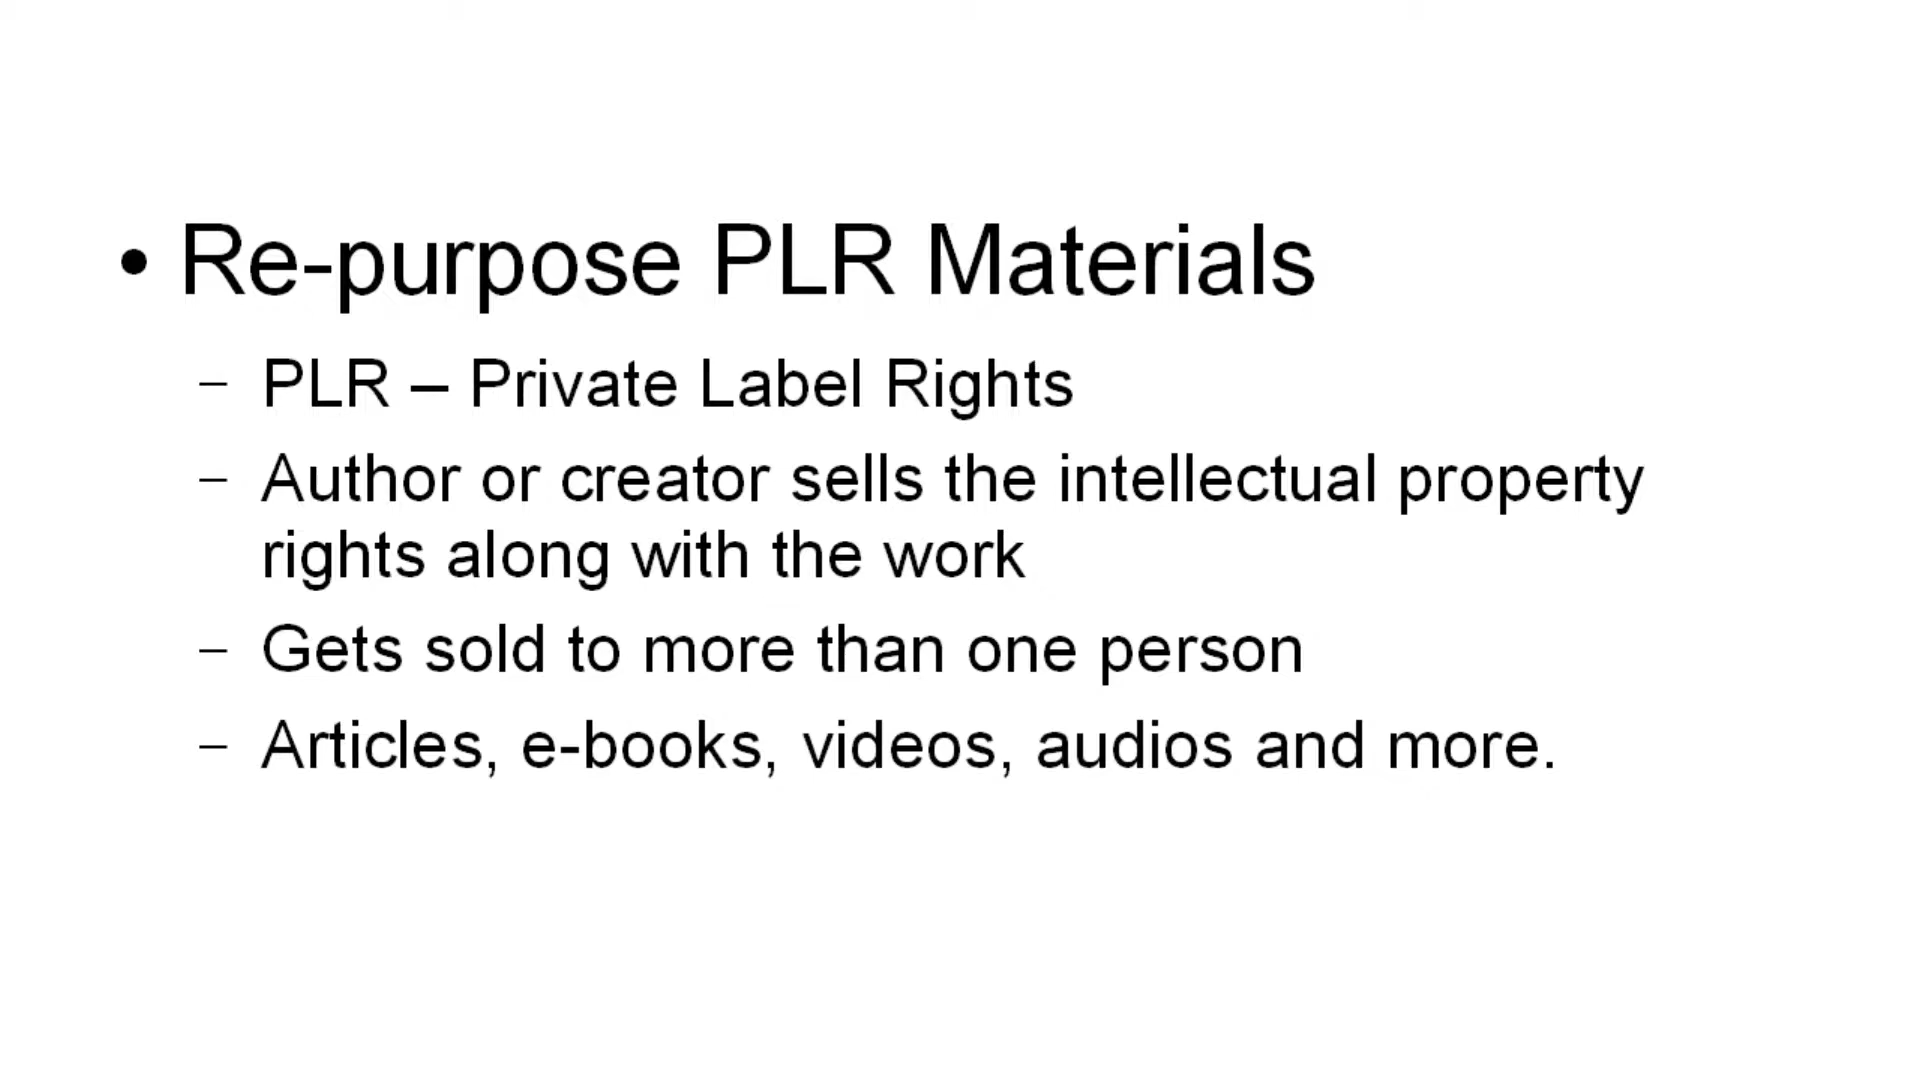 • Re-purpose PLR Materials
– PLR – Private Label Rights
– Author or creator sells the intellectual property
rights along with the work
– Gets sold to more than one person
– Articles, e-books, videos, audios and more.